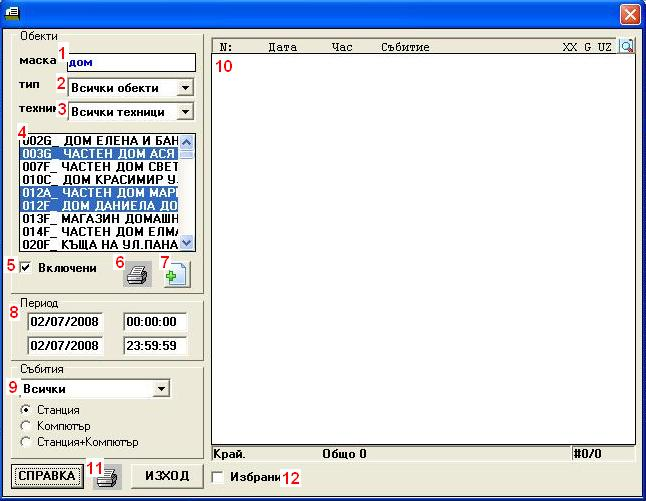 Обекти
1
маска дом
2
тип Всички обекти
3
техник Всички техници
4
002G_ ДОМ ЕЛЕНА И БАН
003G_ ЧАСТЕН ДОМ АСЯ
007F_ ЧАСТЕН ДОМ СВЕТ
010C_ ДОМ КРАСИМИР У.
012A_ ЧАСТЕН ДОМ МАРИ
012F_ ДОМ ДАНИЕЛА ДО
013F_ МАГАЗИН ДОМАШН
014F_ ЧАСТЕН ДОМ ЕЛМА
020F_ КЪЩА НА УЛ.ПАНА
5 Включени 6 7
Период
8
02/07/2008 00:00:00
02/07/2008 23:59:59
Събития
9 Всички
Станция
Компютър
Станция+Компютър
СПРАВКА 11 ИЗХОД
N: Дата Час Събитие XX G UZ
10
Край. Общо 0 #0/0
Избрани 12